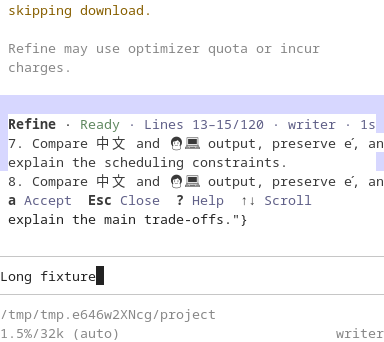 skipping download.
Refine may use optimizer quota or incur
charges.
Refine · Ready · Lines 13–15/120 · writer · 1s
7. Compare 中文 and 🧑‍💻 output, preserve é, an
explain the scheduling constraints.
8. Compare 中文 and 🧑‍💻 output, preserve é, an
a Accept  Esc Close  ? Help  ↑↓ Scroll
explain the main trade-offs."}
Long fixture
/tmp/tmp.e646w2XNcg/project
1.5%/32k (auto) writer